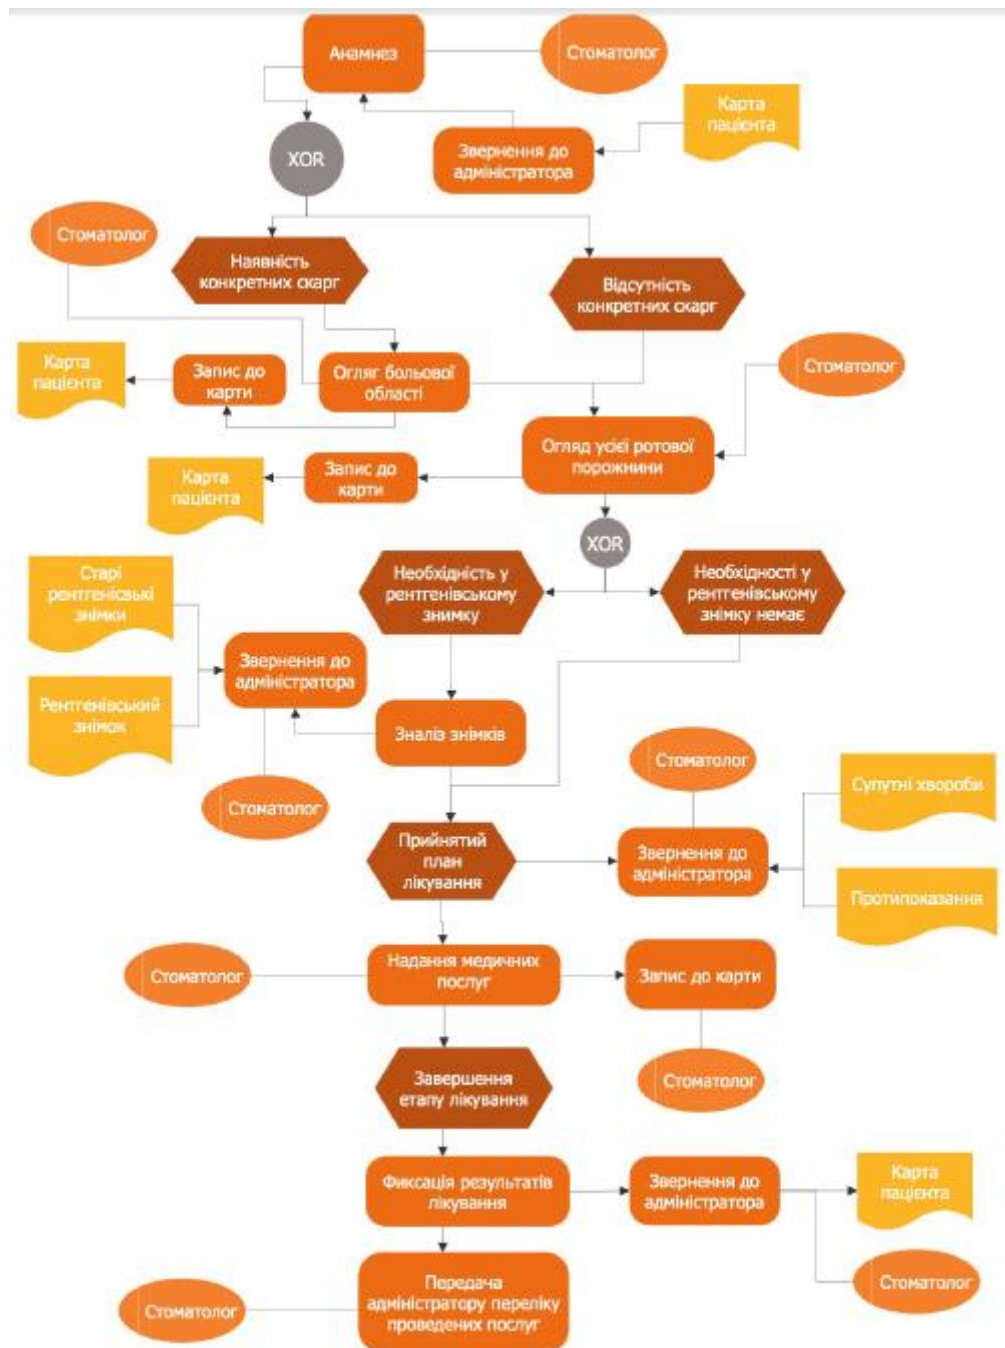 Анамнез
Стоматолог
Карта
пацієнта
XOR
Звернення до
адміністратора
Стоматолог
Наявність
конкретних скарг
Відсутність
конкретних скарг
Карта
пацієнта
Запис до
карти
Огляг больової
області
Стоматолог
Огляд усієї ротової
порожнини
Карта
пацієнта
Запис до
карти
XOR
Старі
рентгенієвські
знімки
Необхідність у
рентгенівському
знимку
Необхідності у
рентгенівському
знімку немає
Звернення до
адміністратора
Рентгенівський
знімок
Зналіз знімків
Стоматолог
Стоматолог
Супутні хвороби
Прийнятий
план
лікування
Звернення до
адміністратора
Протипоказання
Стоматолог
Надання медичних
послуг
Запис до карти
Завершення
етапу лікування
Стоматолог
Фиксація результатів
лікування
Звернення до
адміністратора
Карта
пацієнта
Стоматолог
Передача
адміністратору переліку
проведених послуг
Стоматолог